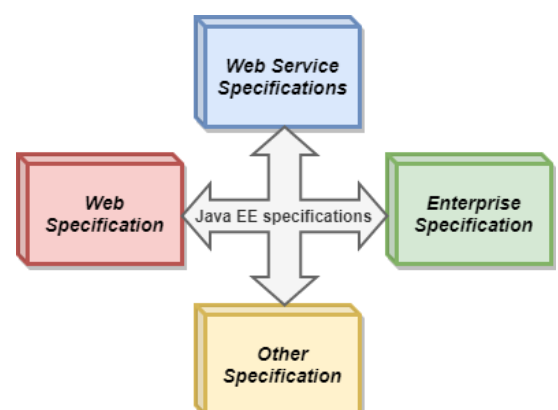 Web Service
Specifications
Web
Specification
Java EE specifications
Enterprise
Specification
Other
Specification